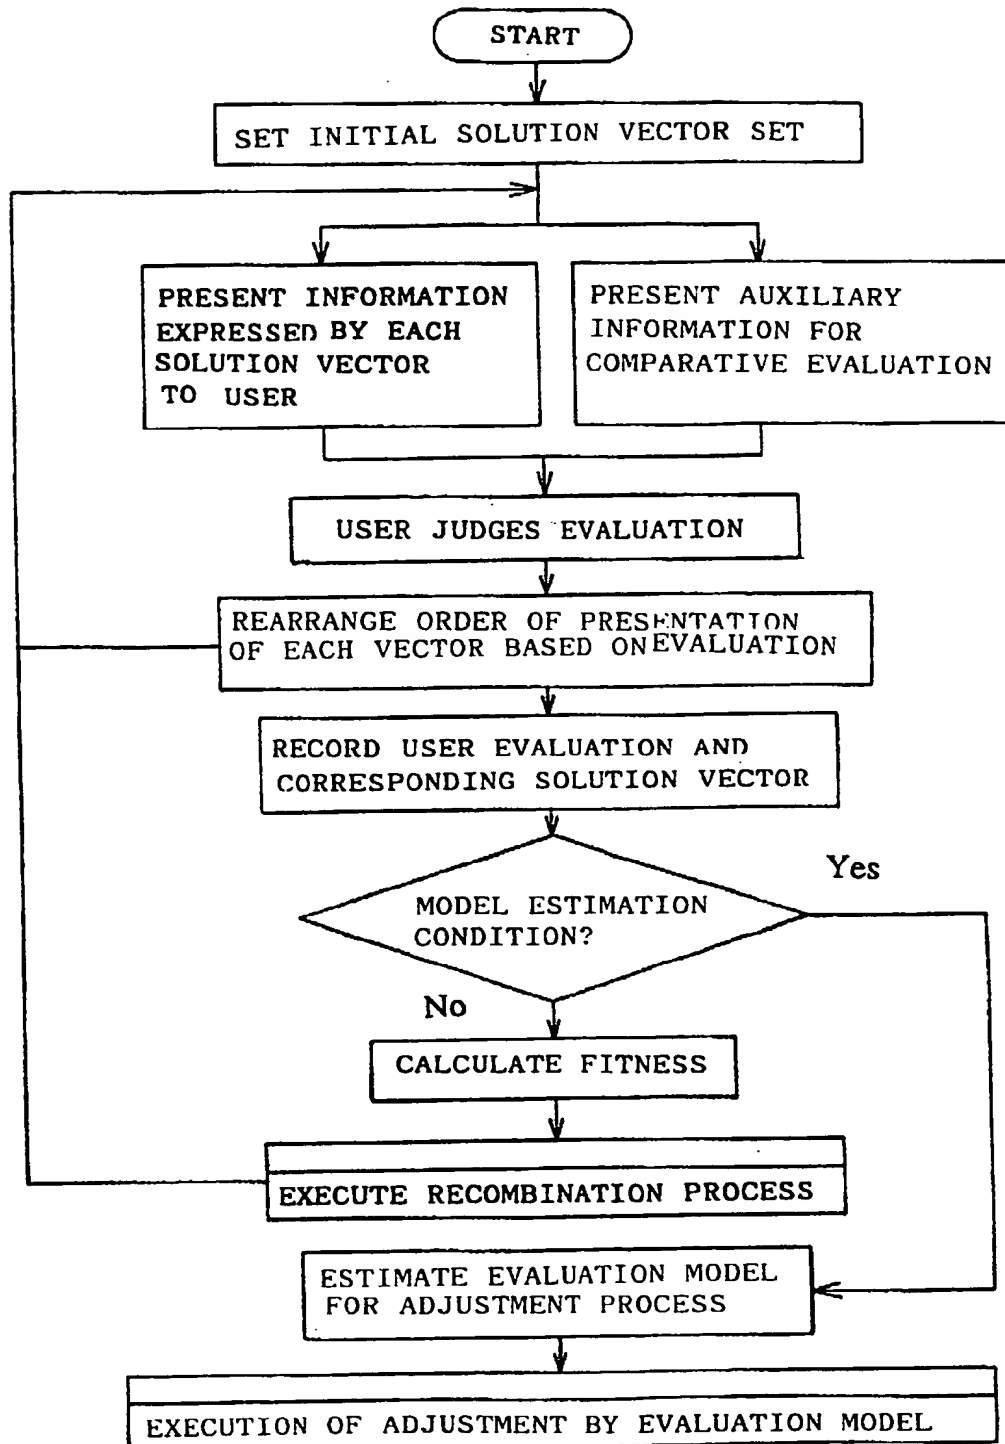 START
SET INITIAL SOLUTION VECTOR SET
PRESENT INFORMATION
EXPRESSED BY EACH
SOLUTION VECTOR
TO USER
PRESENT AUXILIARY
INFORMATION FOR
COMPARATIVE EVALUATION
USER JUDGES EVALUATION
REARRANGE ORDER OF PRESENTATION
OF EACH VECTOR BASED ON EVALUATION
RECORD USER EVALUATION AND
CORRESPONDING SOLUTION VECTOR
Yes
MODEL ESTIMATION
CONDITION?
No
CALCULATE FITNESS
EXECUTE RECOMBINATION PROCESS
ESTIMATE EVALUATION MODEL
FOR ADJUSTMENT PROCESS
EXECUTION OF ADJUSTMENT BY EVALUATION MODEL